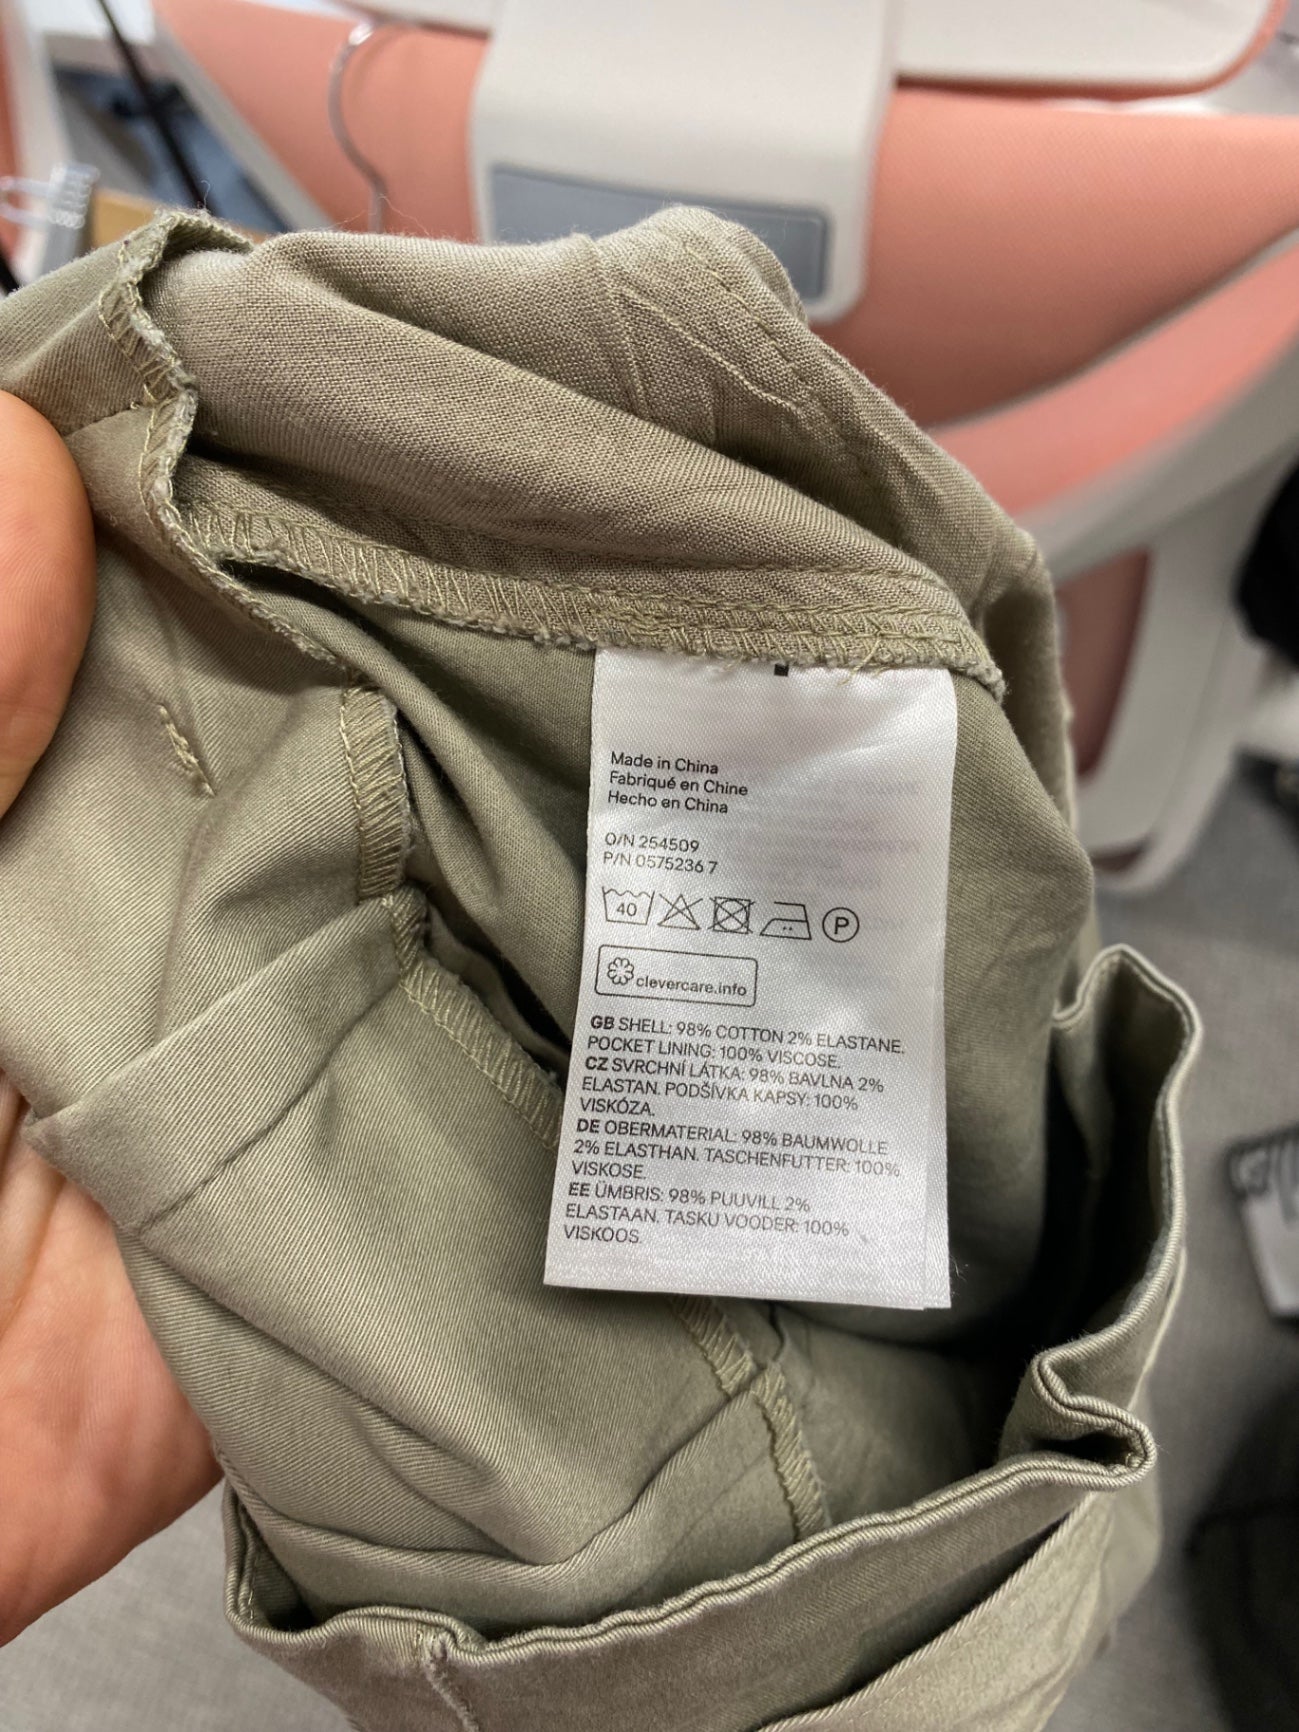 Made in China
Fabriqué en Chine
Hecho en China
O/N 254509
P/N 0575236 7
40
P
clevercare.info
GB SHELL: 98% COTTON 2% ELASTANE.
POCKET LINING: 100% VISCOSE.
CZ SVRCHNÍ LÁTKA: 98% BAVLNA 2%
ELASTAN. PODŠÍVKA KAPSY: 100%
VISKÓZA.
DE OBERMATERIAL: 98% BAUMWOLLE
2% ELASTHAN. TASCHENFUTTER: 100%
VISKOSE.
EE ÜMBRIS: 98% PUUVILL 2%
ELASTAAN. TASKU VOODER: 100%
VISKOOS.